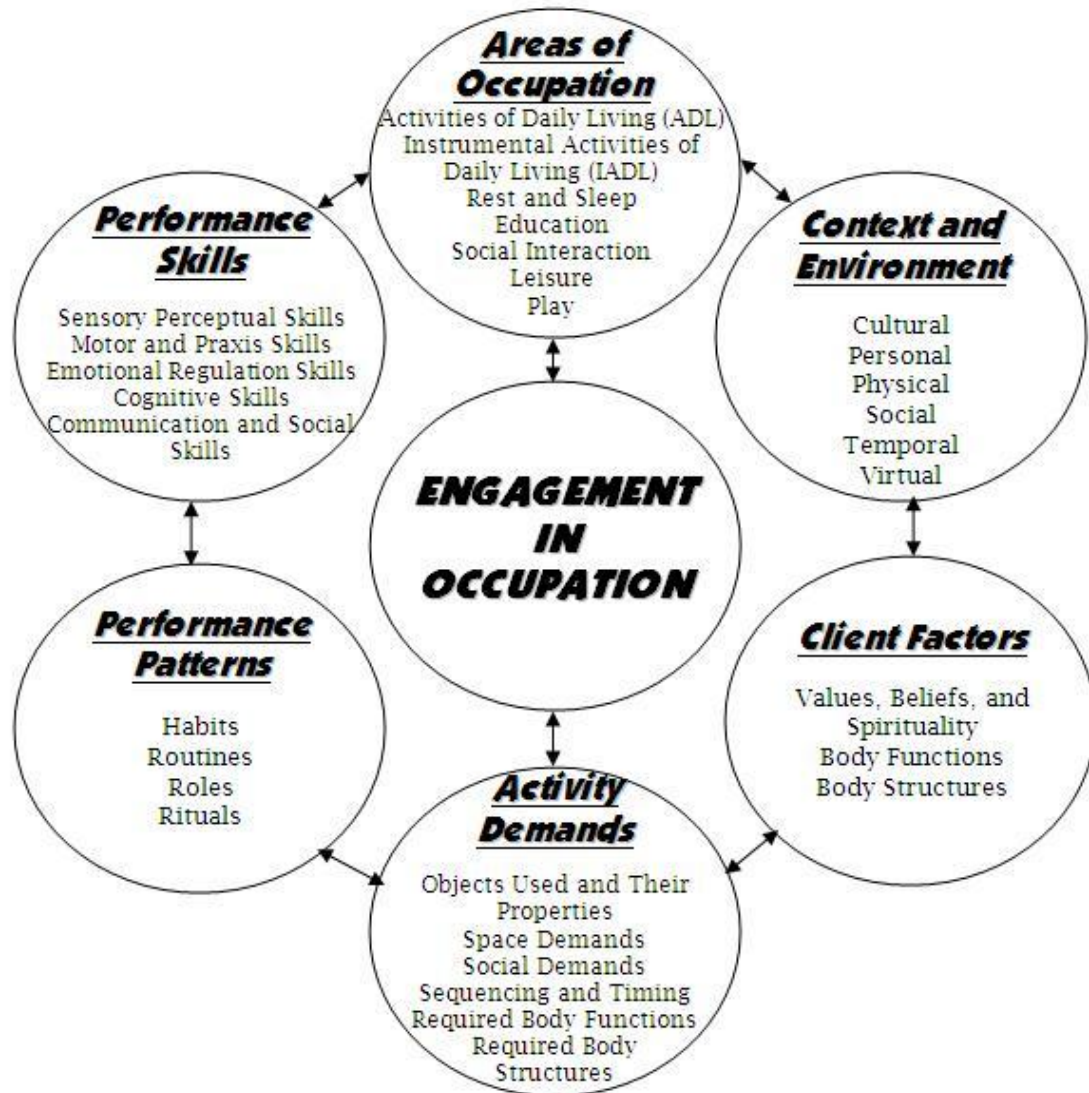 Areas of
Occupation
Activities of Daily Living (ADL)
Instrumental Activities of
Daily Living (IADL)
Rest and Sleep
Education
Social Interaction
Leisure
Play
Performance
Skills
Sensory Perceptual Skills
Motor and Praxis Skills
Emotional Regulation Skills
Cognitive Skills
Communication and Social
Skills
Context and
Environment
Cultural
Personal
Physical
Social
Temporal
Virtual
ENGAGEMENT
IN
OCCUPATION
Performance
Patterns
Habits
Routines
Roles
Rituals
Client Factors
Values, Beliefs, and
Spirituality
Body Functions
Body Structures
Activity
Demands
Objects Used and Their
Properties
Space Demands
Social Demands
Sequencing and Timing
Required Body Functions
Required Body
Structures